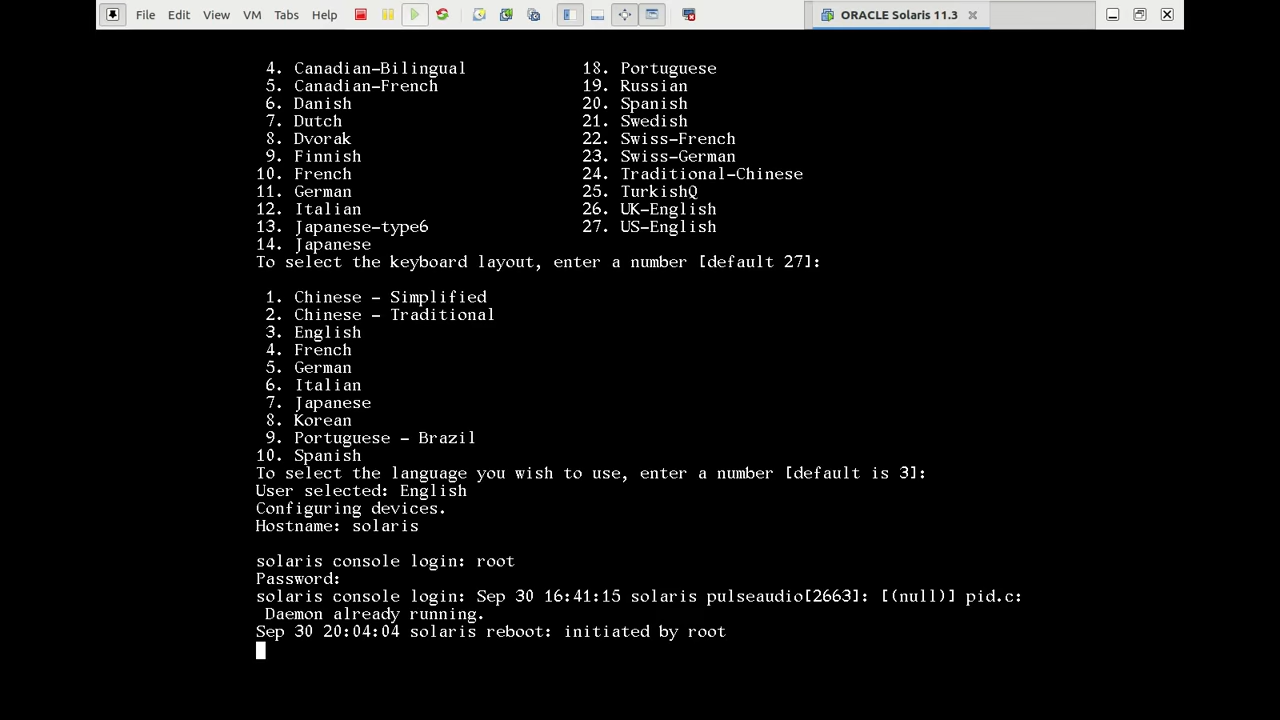 File Edit View VM Tabs Help ORACLE Solaris 11.3
4. Canadian-Bilingual 18. Portuguese
5. Canadian-French 19. Russian
6. Danish 20. Spanish
7. Dutch 21. Swedish
8. Dvorak 22. Swiss-French
9. Finnish 23. Swiss-German
10. French 24. Traditional-Chinese
11. German 25. TurkishQ
12. Italian 26. UK-English
13. Japanese-type6 27. US-English
14. Japanese
To select the keyboard layout, enter a number [default 27]:
1. Chinese - Simplified
2. Chinese - Traditional
3. English
4. French
5. German
6. Italian
7. Japanese
8. Korean
9. Portuguese - Brazil
10. Spanish
To select the language you wish to use, enter a number [default is 3]:
User selected: English
Configuring devices.
Hostname: solaris
solaris console login: root
Password:
solaris console login: Sep 30 16:41:15 solaris pulseaudio[2663]: [(null)] pid.c:
Daemon already running.
Sep 30 20:04:04 solaris reboot: initiated by root